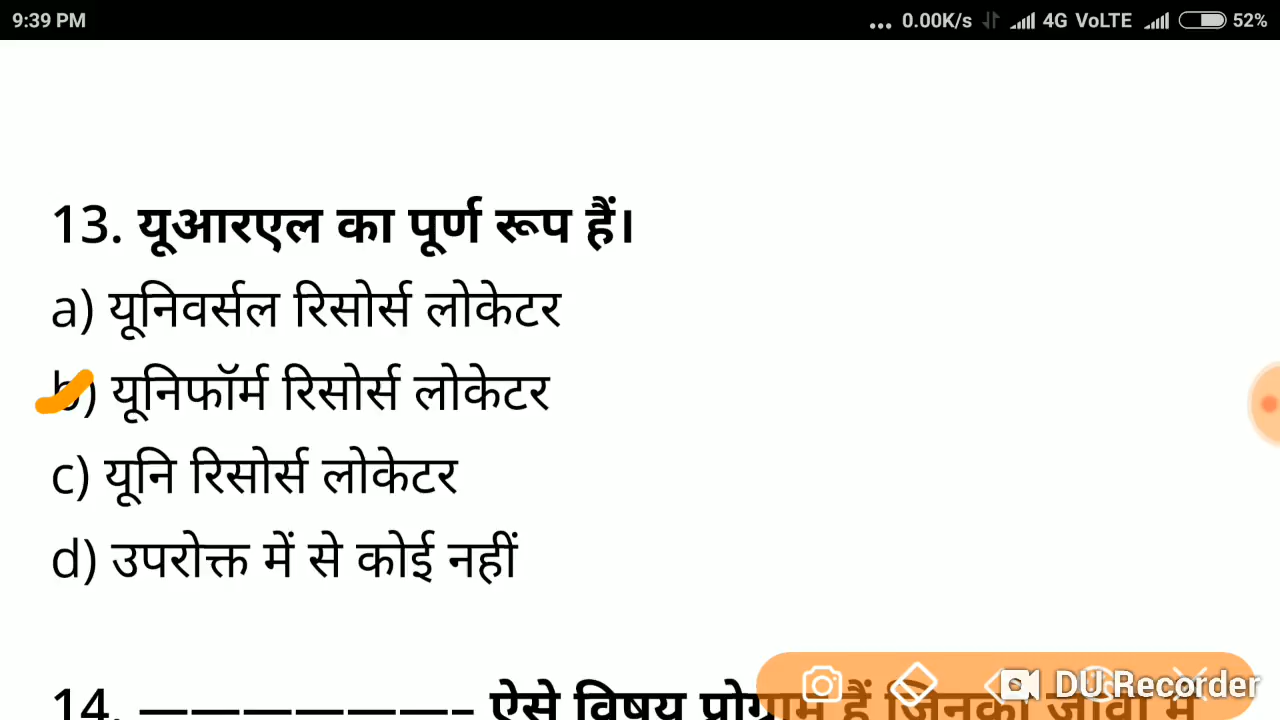 9:39 PM ... 0.00K/s 4G VoLTE 52%
13. यूआरएल का पूर्ण रूप हैं।
a) यूनिवर्सल रिसोर्स लोकेटर
b) यूनिफॉर्म रिसोर्स लोकेटर
c) यूनि रिसोर्स लोकेटर
d) उपरोक्त में से कोई नहीं
14. ——————– ऐसे विषय प्रोग्राम हैं जिनको जावा में
DU Recorder